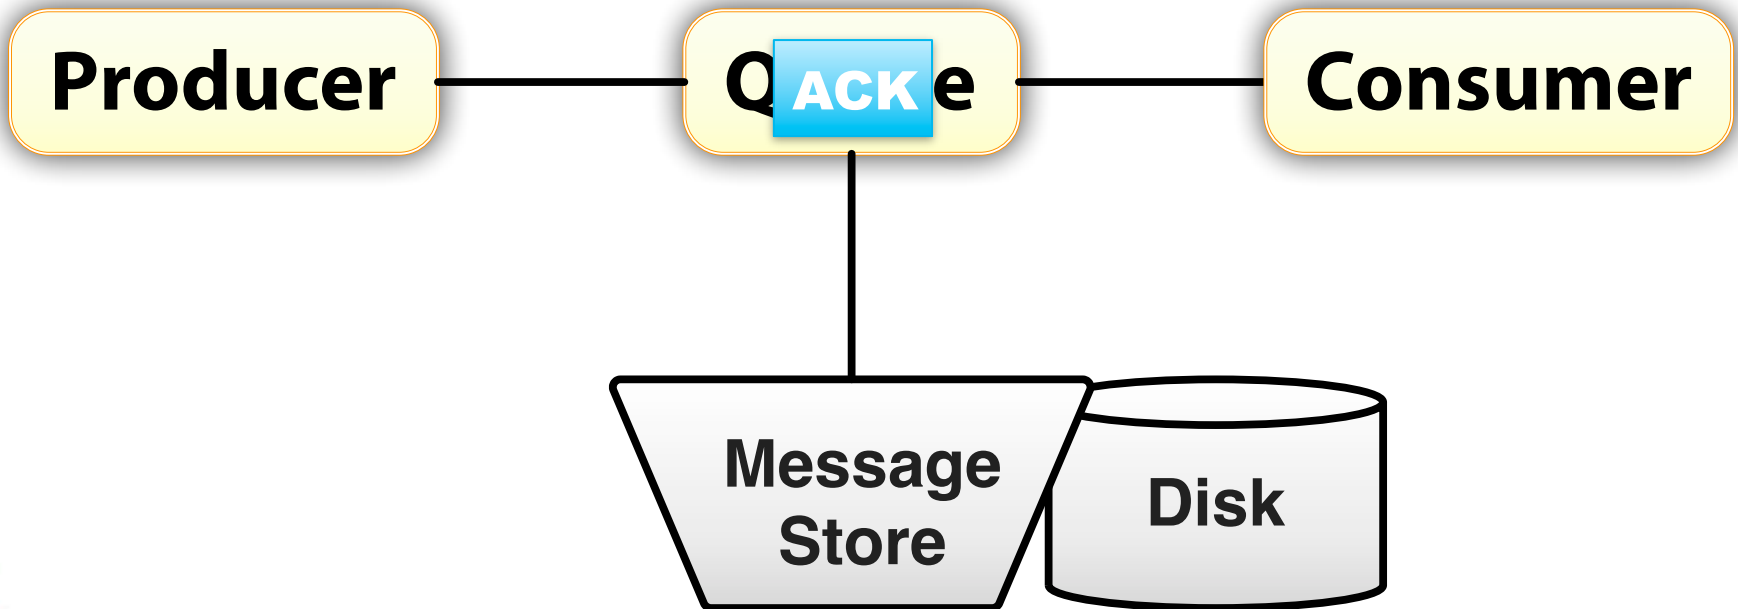 Producer
Q
ACK
e
Consumer
Message
Store
Disk